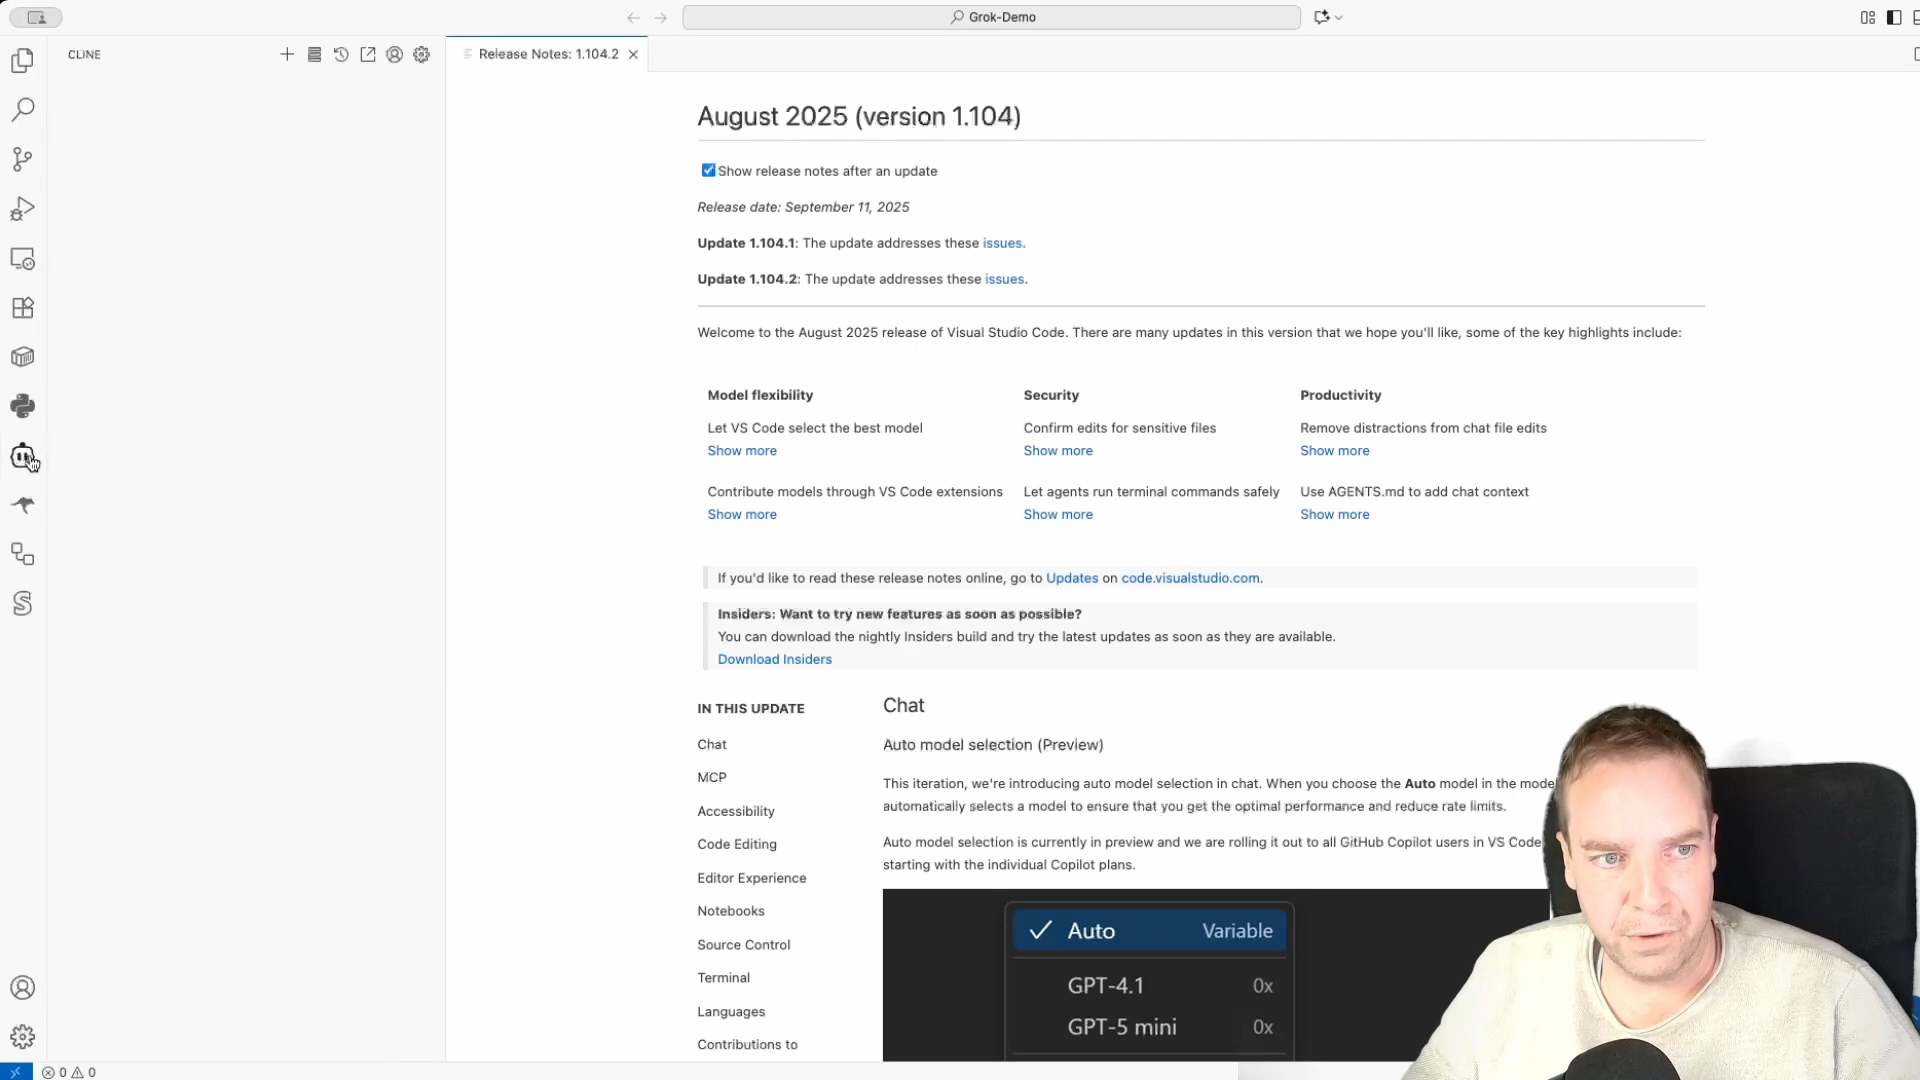 Grok-Demo
CLINE
Release Notes: 1.104.2
August 2025 (version 1.104)
Show release notes after an update
Release date: September 11, 2025
Update 1.104.1: The update addresses these issues.
Update 1.104.2: The update addresses these issues.
Welcome to the August 2025 release of Visual Studio Code. There are many updates in this version that we hope you'll like, some of the key highlights include:
Model flexibility Security Productivity
Let VS Code select the best model Confirm edits for sensitive files Remove distractions from chat file edits
Show more Show more Show more
Contribute models through VS Code extensions Let agents run terminal commands safely Use AGENTS.md to add chat context
Show more Show more Show more
If you'd like to read these release notes online, go to Updates on code.visualstudio.com.
Insiders: Want to try new features as soon as possible?
You can download the nightly Insiders build and try the latest updates as soon as they are available.
Download Insiders
IN THIS UPDATE
Chat
MCP
Accessibility
Code Editing
Editor Experience
Notebooks
Source Control
Terminal
Languages
Contributions to
Chat
Auto model selection (Preview)
This iteration, we're introducing auto model selection in chat. When you choose the Auto model in the model
automatically selects a model to ensure that you get the optimal performance and reduce rate limits.
Auto model selection is currently in preview and we are rolling it out to all GitHub Copilot users in VS Code
starting with the individual Copilot plans.
Auto Variable
GPT-4.1 0x
GPT-5 mini 0x
0 0